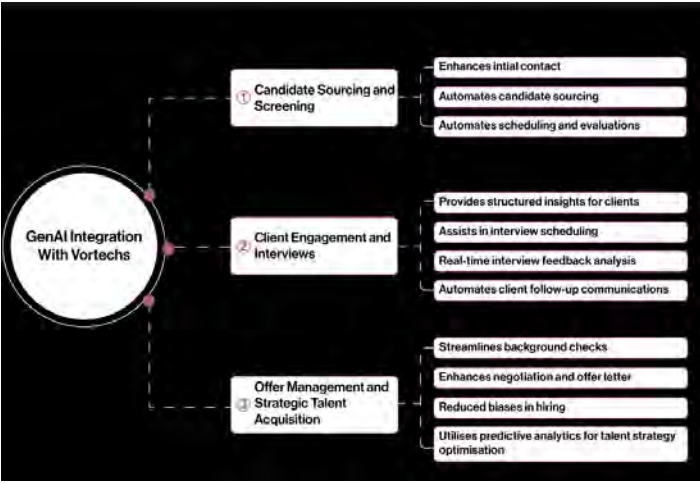 GenAI Integration
With Vortechs
1
Candidate Sourcing and
Screening
Enhances intial contact
Automates candidate sourcing
Automates scheduling and evaluations
2
Client Engagement and
Interviews
Provides structured insights for clients
Assists in interview scheduling
Real-time interview feedback analysis
Automates client follow-up communications
3
Offer Management and
Strategic Talent
Acquisition
Streamlines background checks
Enhances negotiation and offer letter
Reduced biases in hiring
Utilises predictive analytics for talent strategy
optimisation